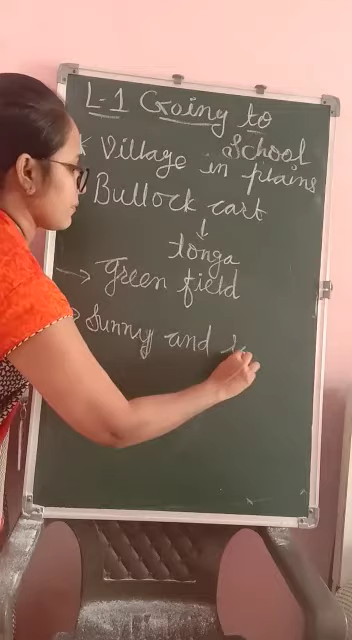 L-1 Going to
School
* Village in plains
Bullock cart
↓
tonga
→ Green field
Sunny and